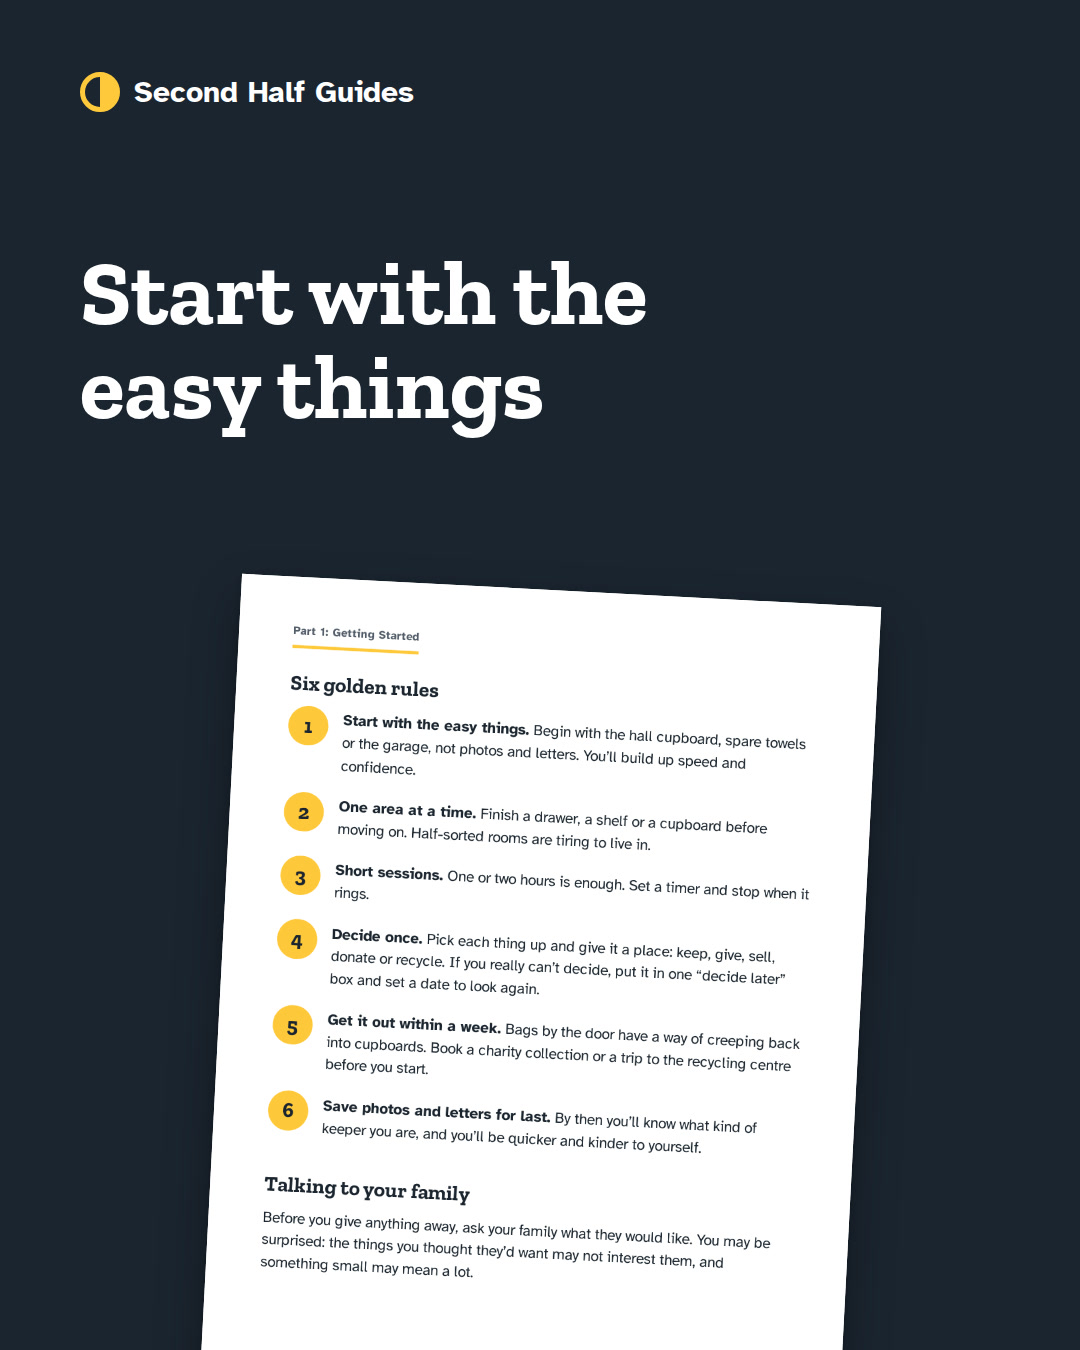 Second Half Guides
Start with the
easy things
Part 1: Getting Started
Six golden rules
1 Start with the easy things. Begin with the hall cupboard, spare towels
or the garage, not photos and letters. You’ll build up speed and
confidence.
2 One area at a time. Finish a drawer, a shelf or a cupboard before
moving on. Half-sorted rooms are tiring to live in.
3 Short sessions. One or two hours is enough. Set a timer and stop when it
rings.
4 Decide once. Pick each thing up and give it a place: keep, give, sell,
donate or recycle. If you really can’t decide, put it in one “decide later”
box and set a date to look again.
5 Get it out within a week. Bags by the door have a way of creeping back
into cupboards. Book a charity collection or a trip to the recycling centre
before you start.
6 Save photos and letters for last. By then you’ll know what kind of
keeper you are, and you’ll be quicker and kinder to yourself.
Talking to your family
Before you give anything away, ask your family what they would like. You may be
surprised: the things you thought they’d want may not interest them, and
something small may mean a lot.